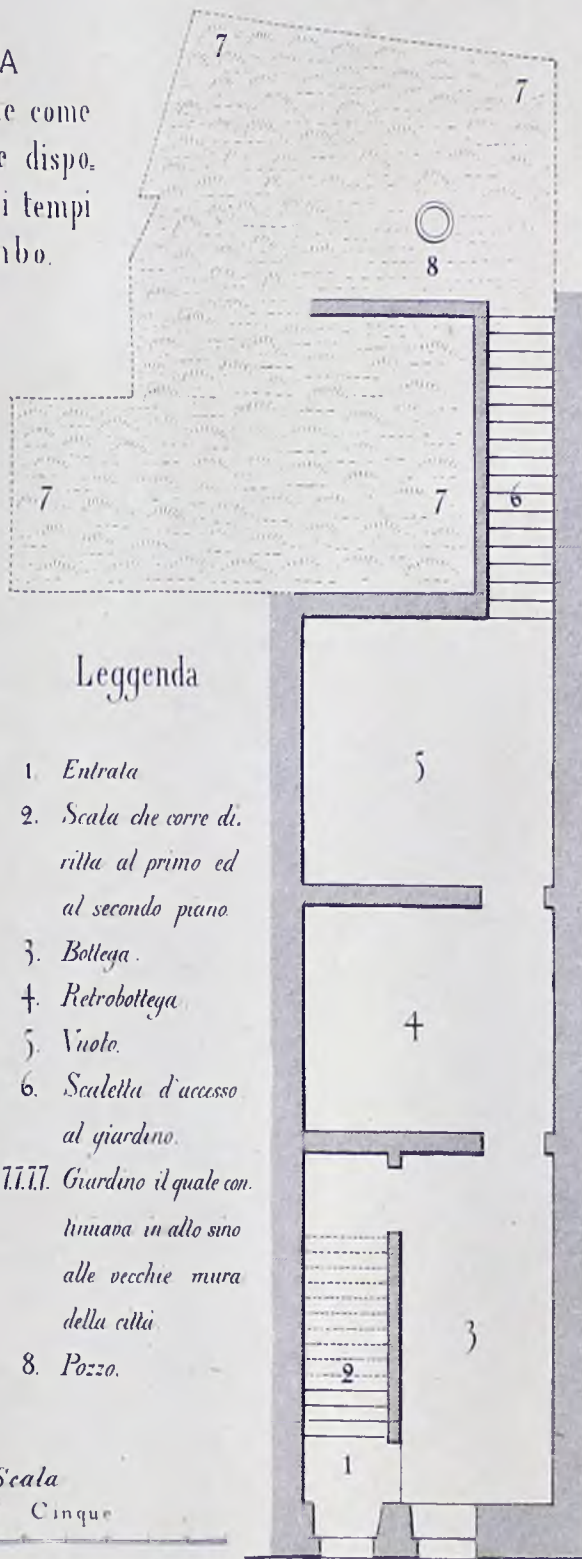 A
e come
e dispo=
i tempi
mbo.
7
7
8
7
7
6
Leggenda
1 Entrata
2. Scala che corre di.
ritta al primo ed
al secondo piano.
3. Bottega.
4. Retrobottega
5. Vuoto.
6. Scaletta d'accesso
al giardino.
7.7.7.7. Giardino il quale con.
tinuava in alto sino
alle vecchie mura
della città
8. Pozzo.
5
4
3
2
1
Scala
Cinque